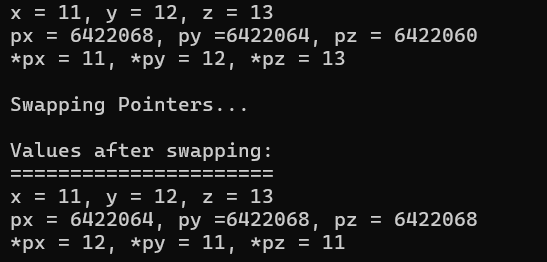 x = 11, y = 12, z = 13
px = 6422068, py =6422064, pz = 6422060
*px = 11, *py = 12, *pz = 13

Swapping Pointers...

Values after swapping:
======================
x = 11, y = 12, z = 13
px = 6422064, py =6422068, pz = 6422068
*px = 12, *py = 11, *pz = 11